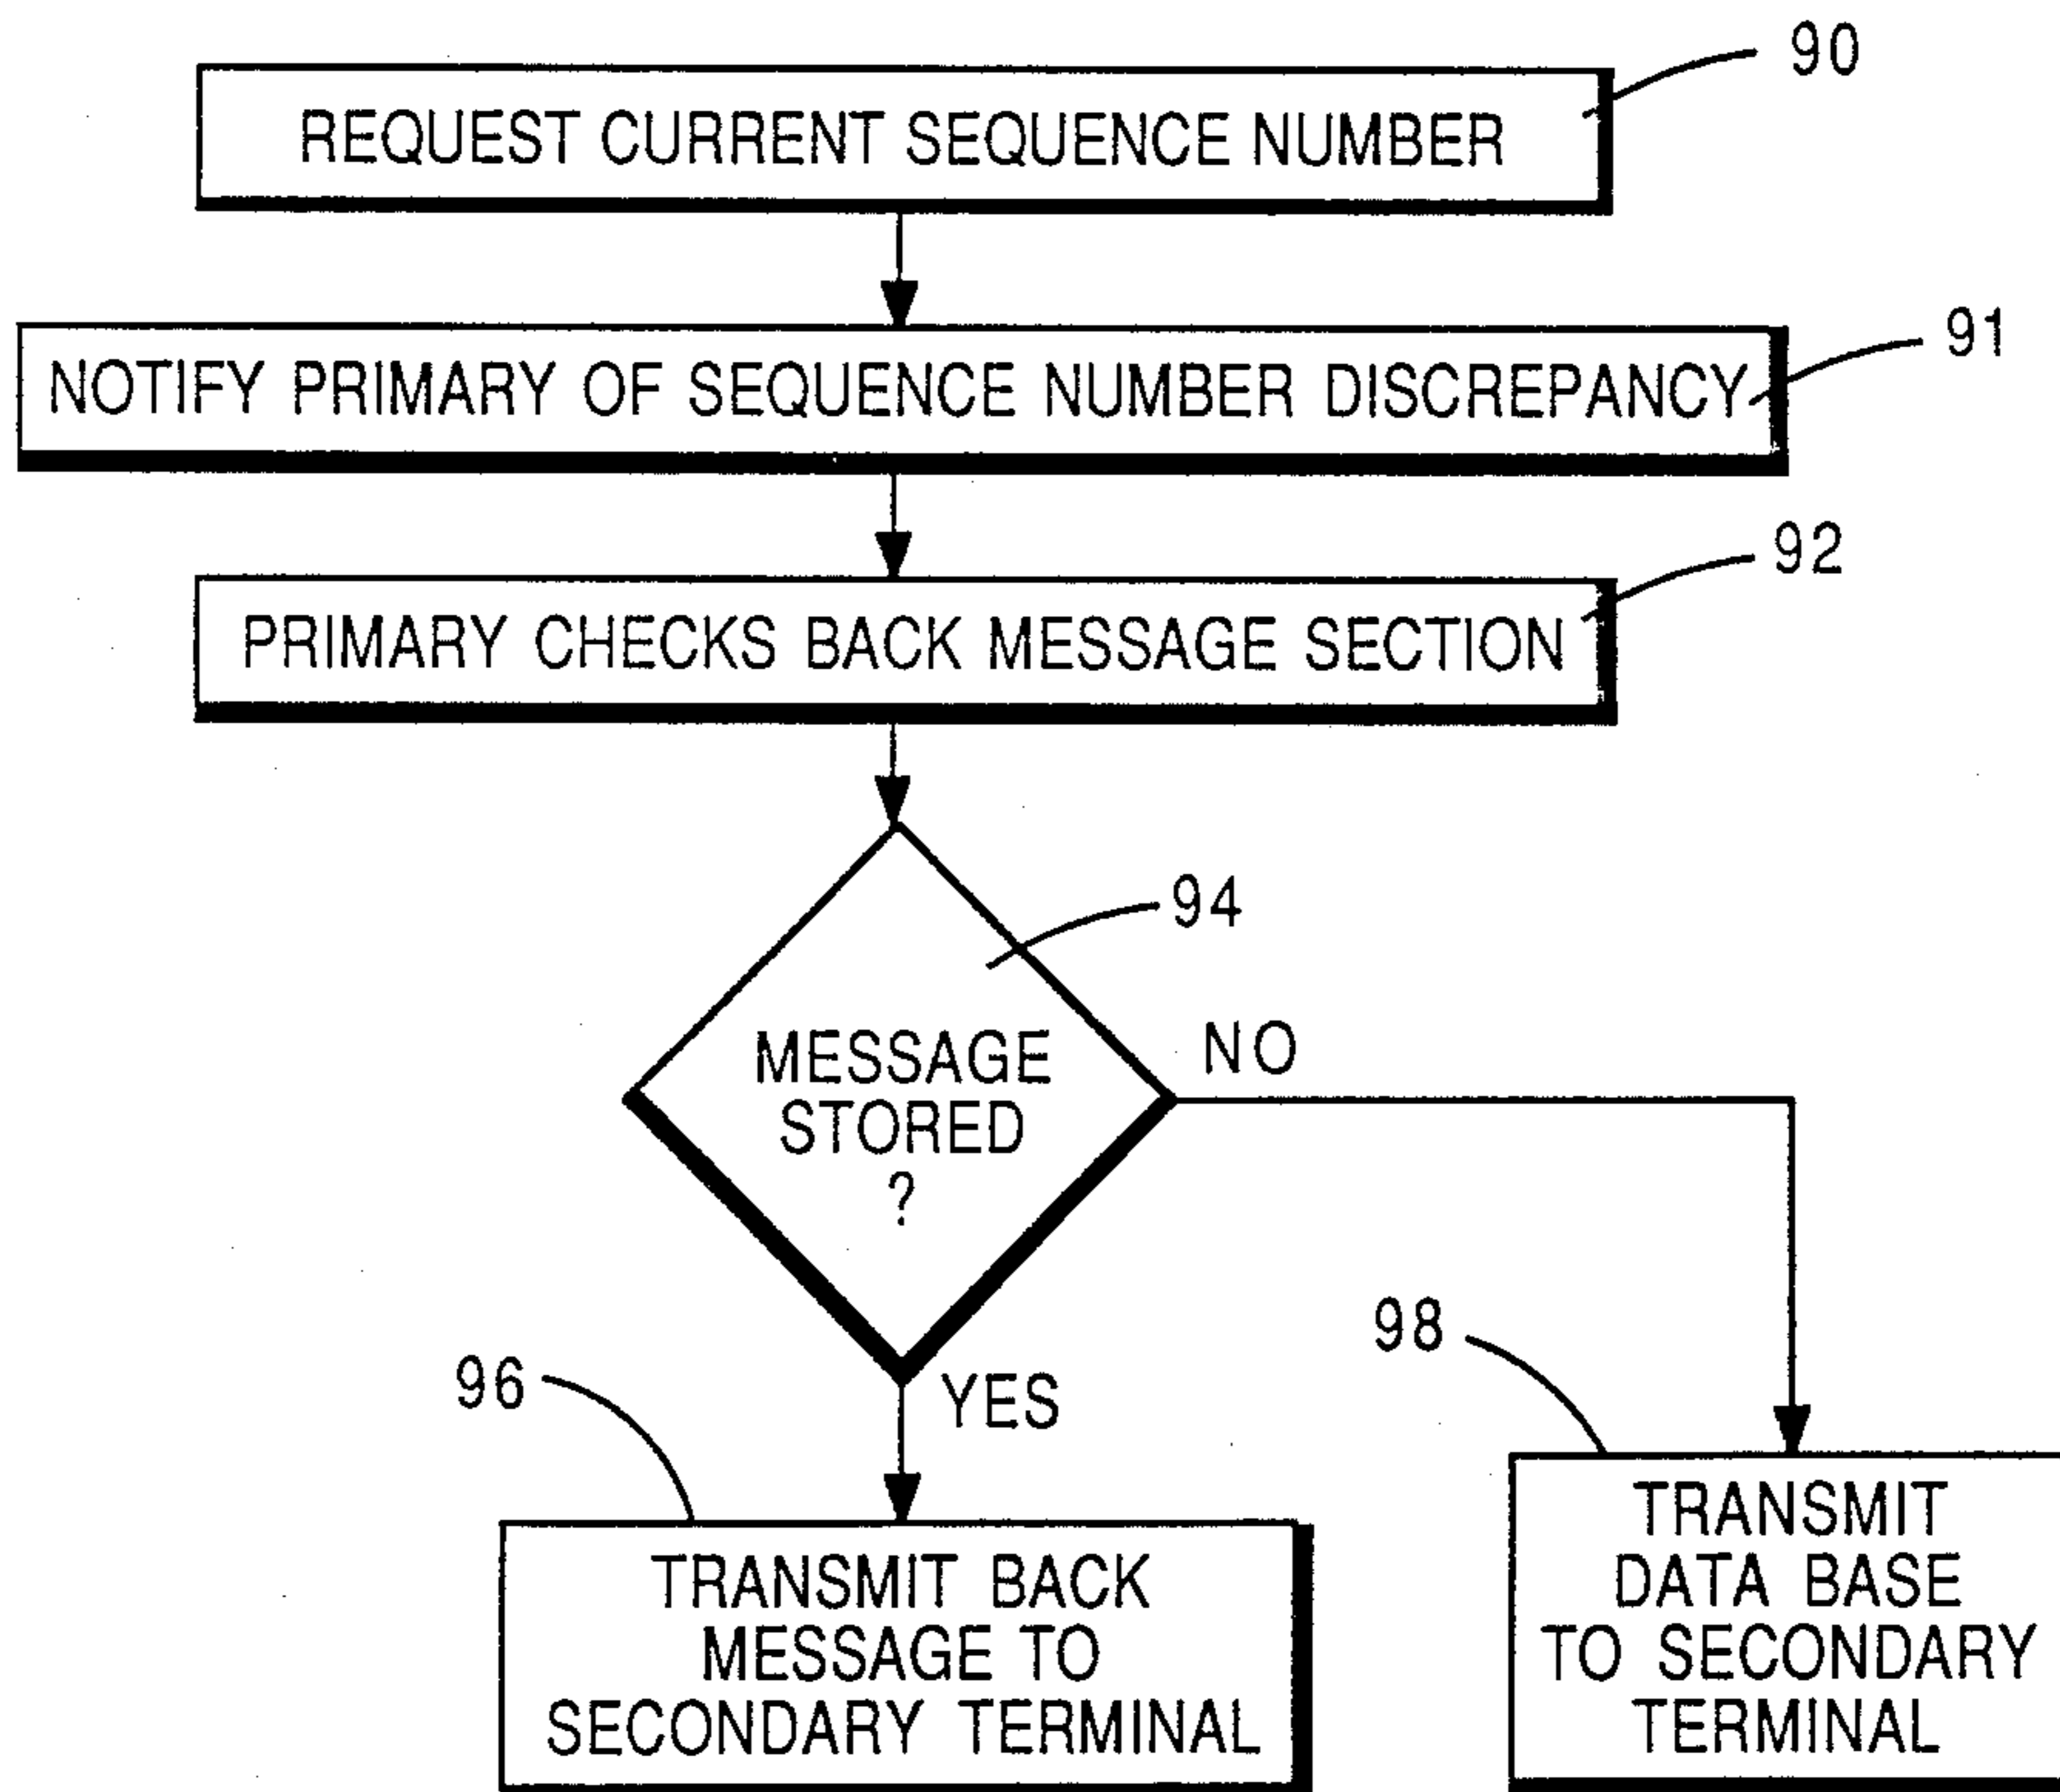 90
REQUEST CURRENT SEQUENCE NUMBER
91
NOTIFY PRIMARY OF SEQUENCE NUMBER DISCREPANCY
92
PRIMARY CHECKS BACK MESSAGE SECTION
94
MESSAGE
STORED
?
NO
YES
96
TRANSMIT BACK
MESSAGE TO
SECONDARY TERMINAL
98
TRANSMIT
DATA BASE
TO SECONDARY
TERMINAL